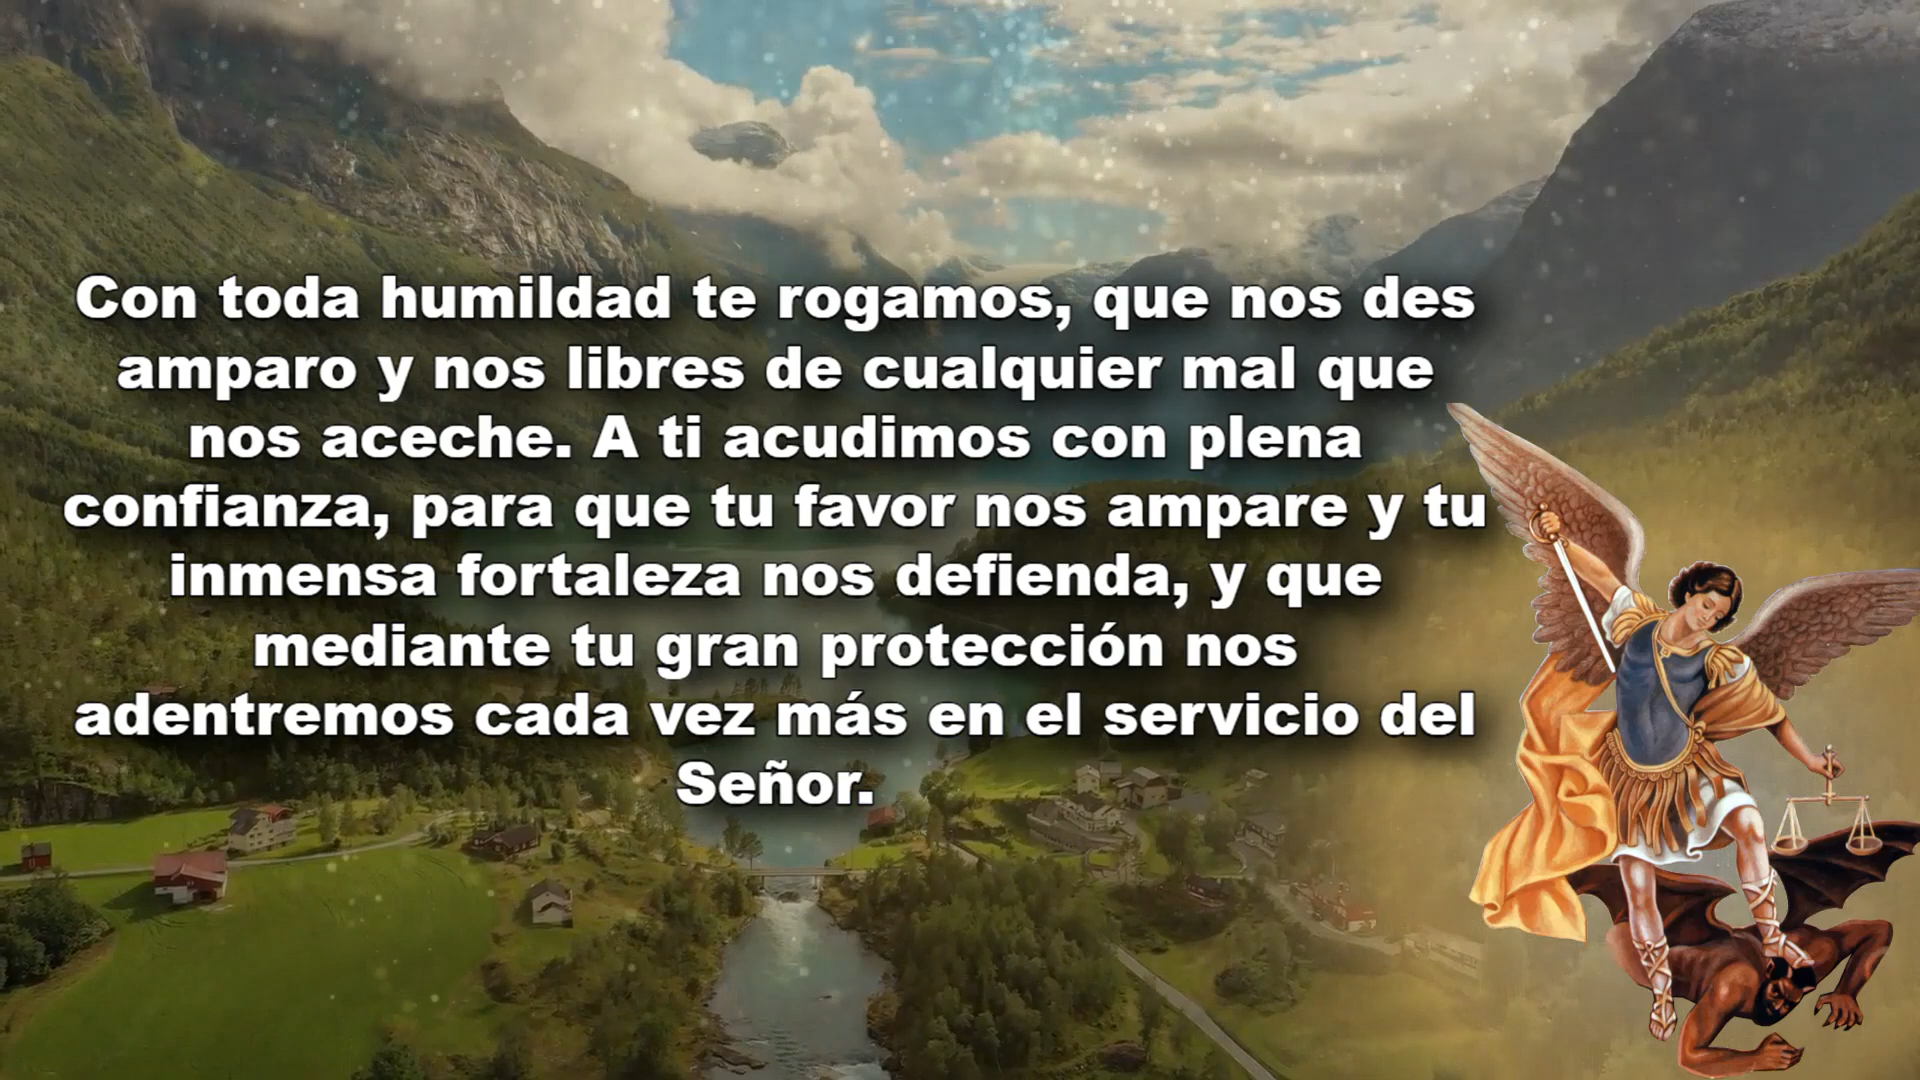 Con toda humildad te rogamos, que nos des
amparo y nos libres de cualquier mal que
nos aceche. A ti acudimos con plena
confianza, para que tu favor nos ampare y tu
inmensa fortaleza nos defienda, y que
mediante tu gran protección nos
adentremos cada vez más en el servicio del
Señor.